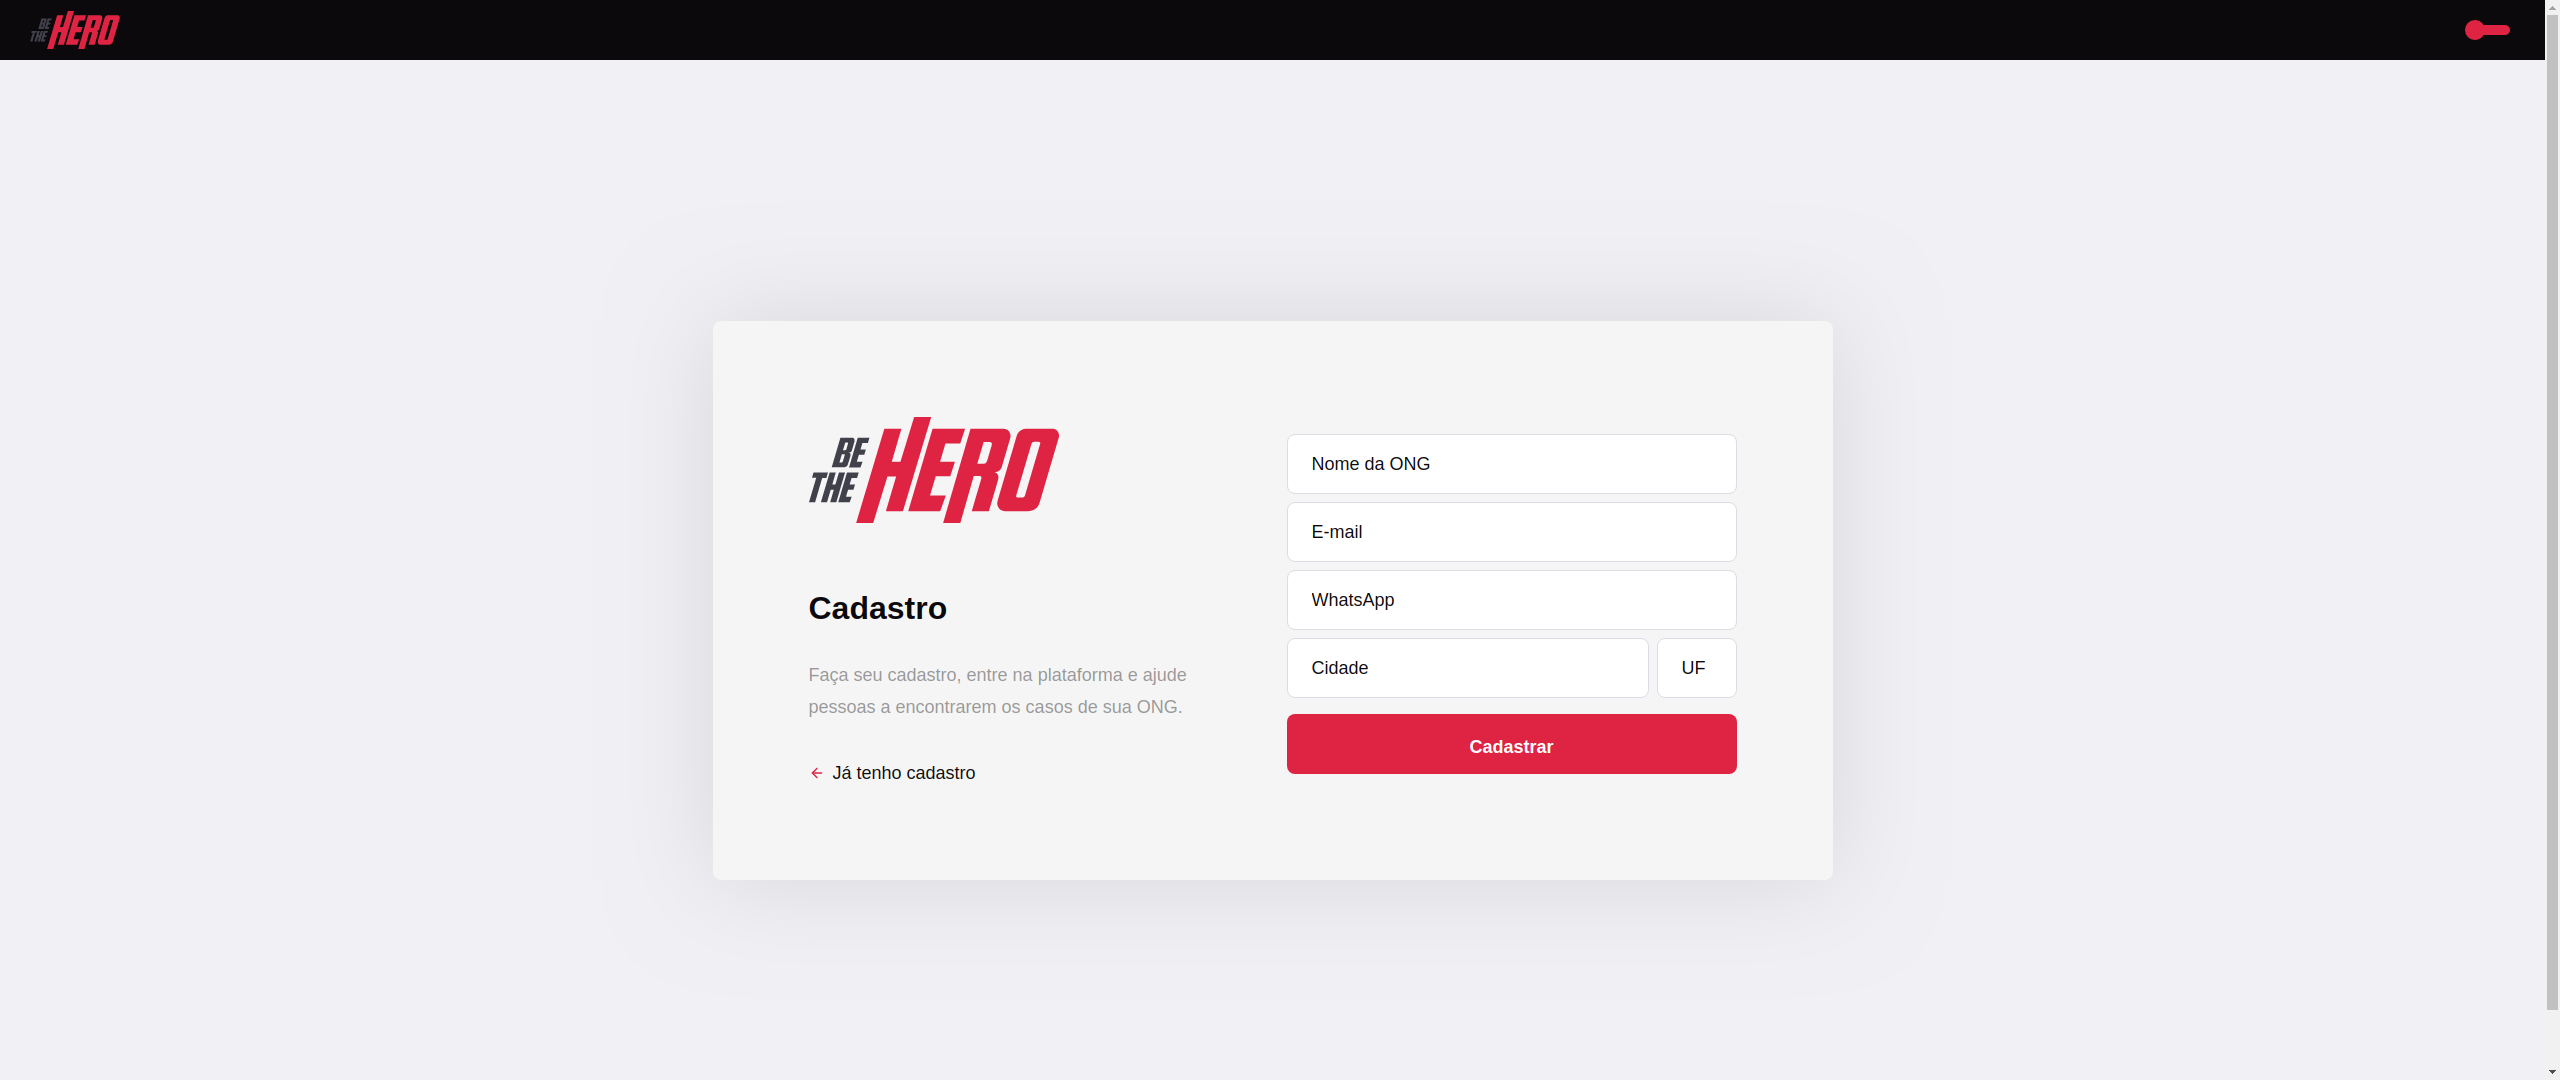 BE
THE HERO
BE
THE HERO
Cadastro
Faça seu cadastro, entre na plataforma e ajude
pessoas a encontrarem os casos de sua ONG.
Já tenho cadastro
Nome da ONG
E-mail
WhatsApp
Cidade
UF
Cadastrar